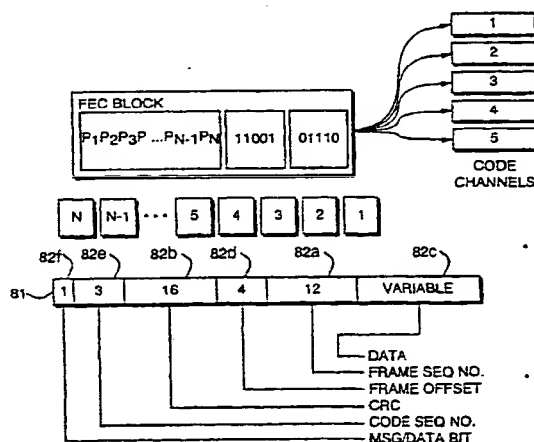 1
2
3
4
5
CODE
CHANNELS
FEC BLOCK
P1P2P3P ...PN-1PN 11001 01110
N N-1 ··· 5 4 3 2 1
82f 82e 82b 82d 82a 82c
81 1 3 16 4 12 VARIABLE
DATA
FRAME SEQ NO.
FRAME OFFSET
CRC
CODE SEQ NO.
MSG/DATA BIT